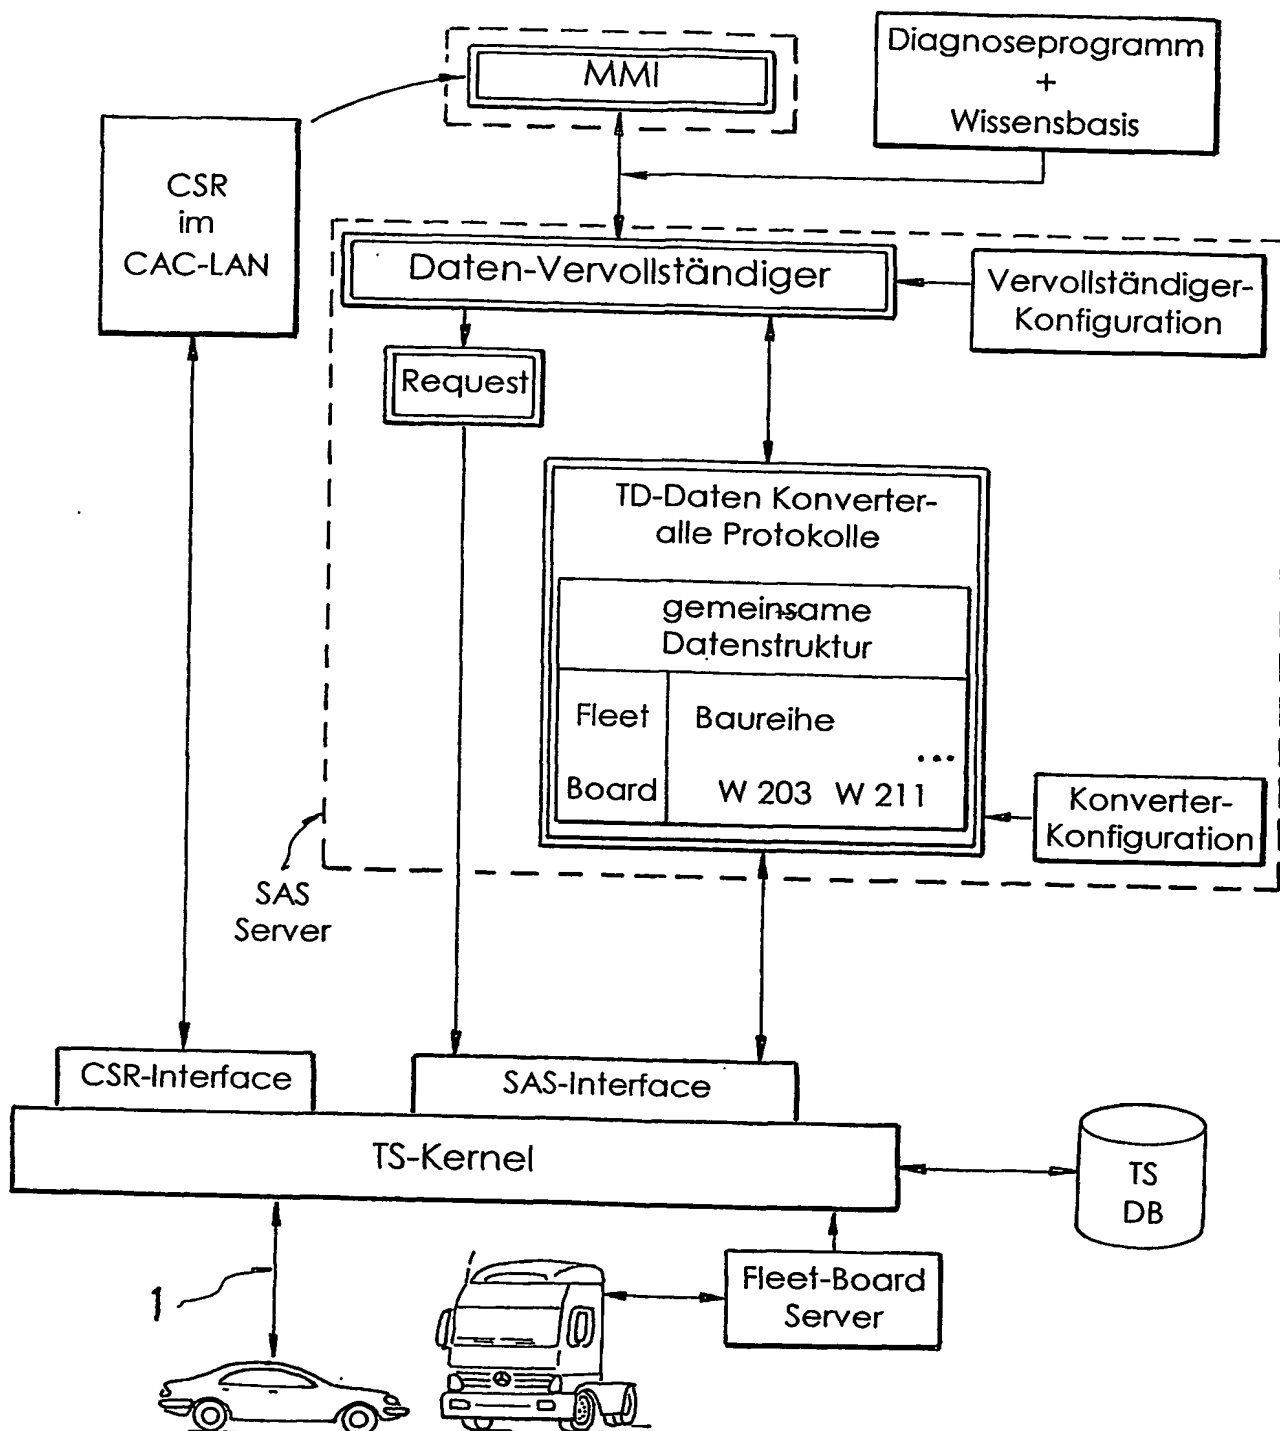 MMI
Diagnoseprogramm
+
Wissensbasis
CSR
im
CAC-LAN
Daten-Vervollständiger
Vervollständiger-
Konfiguration
Request
TD-Daten Konverter-
alle Protokolle
gemeinsame
Datenstruktur
Fleet
Board
Baureihe
...
W 203 W 211
Konverter-
Konfiguration
SAS
Server
CSR-Interface
SAS-Interface
TS-Kernel
TS
DB
1
Fleet-Board
Server